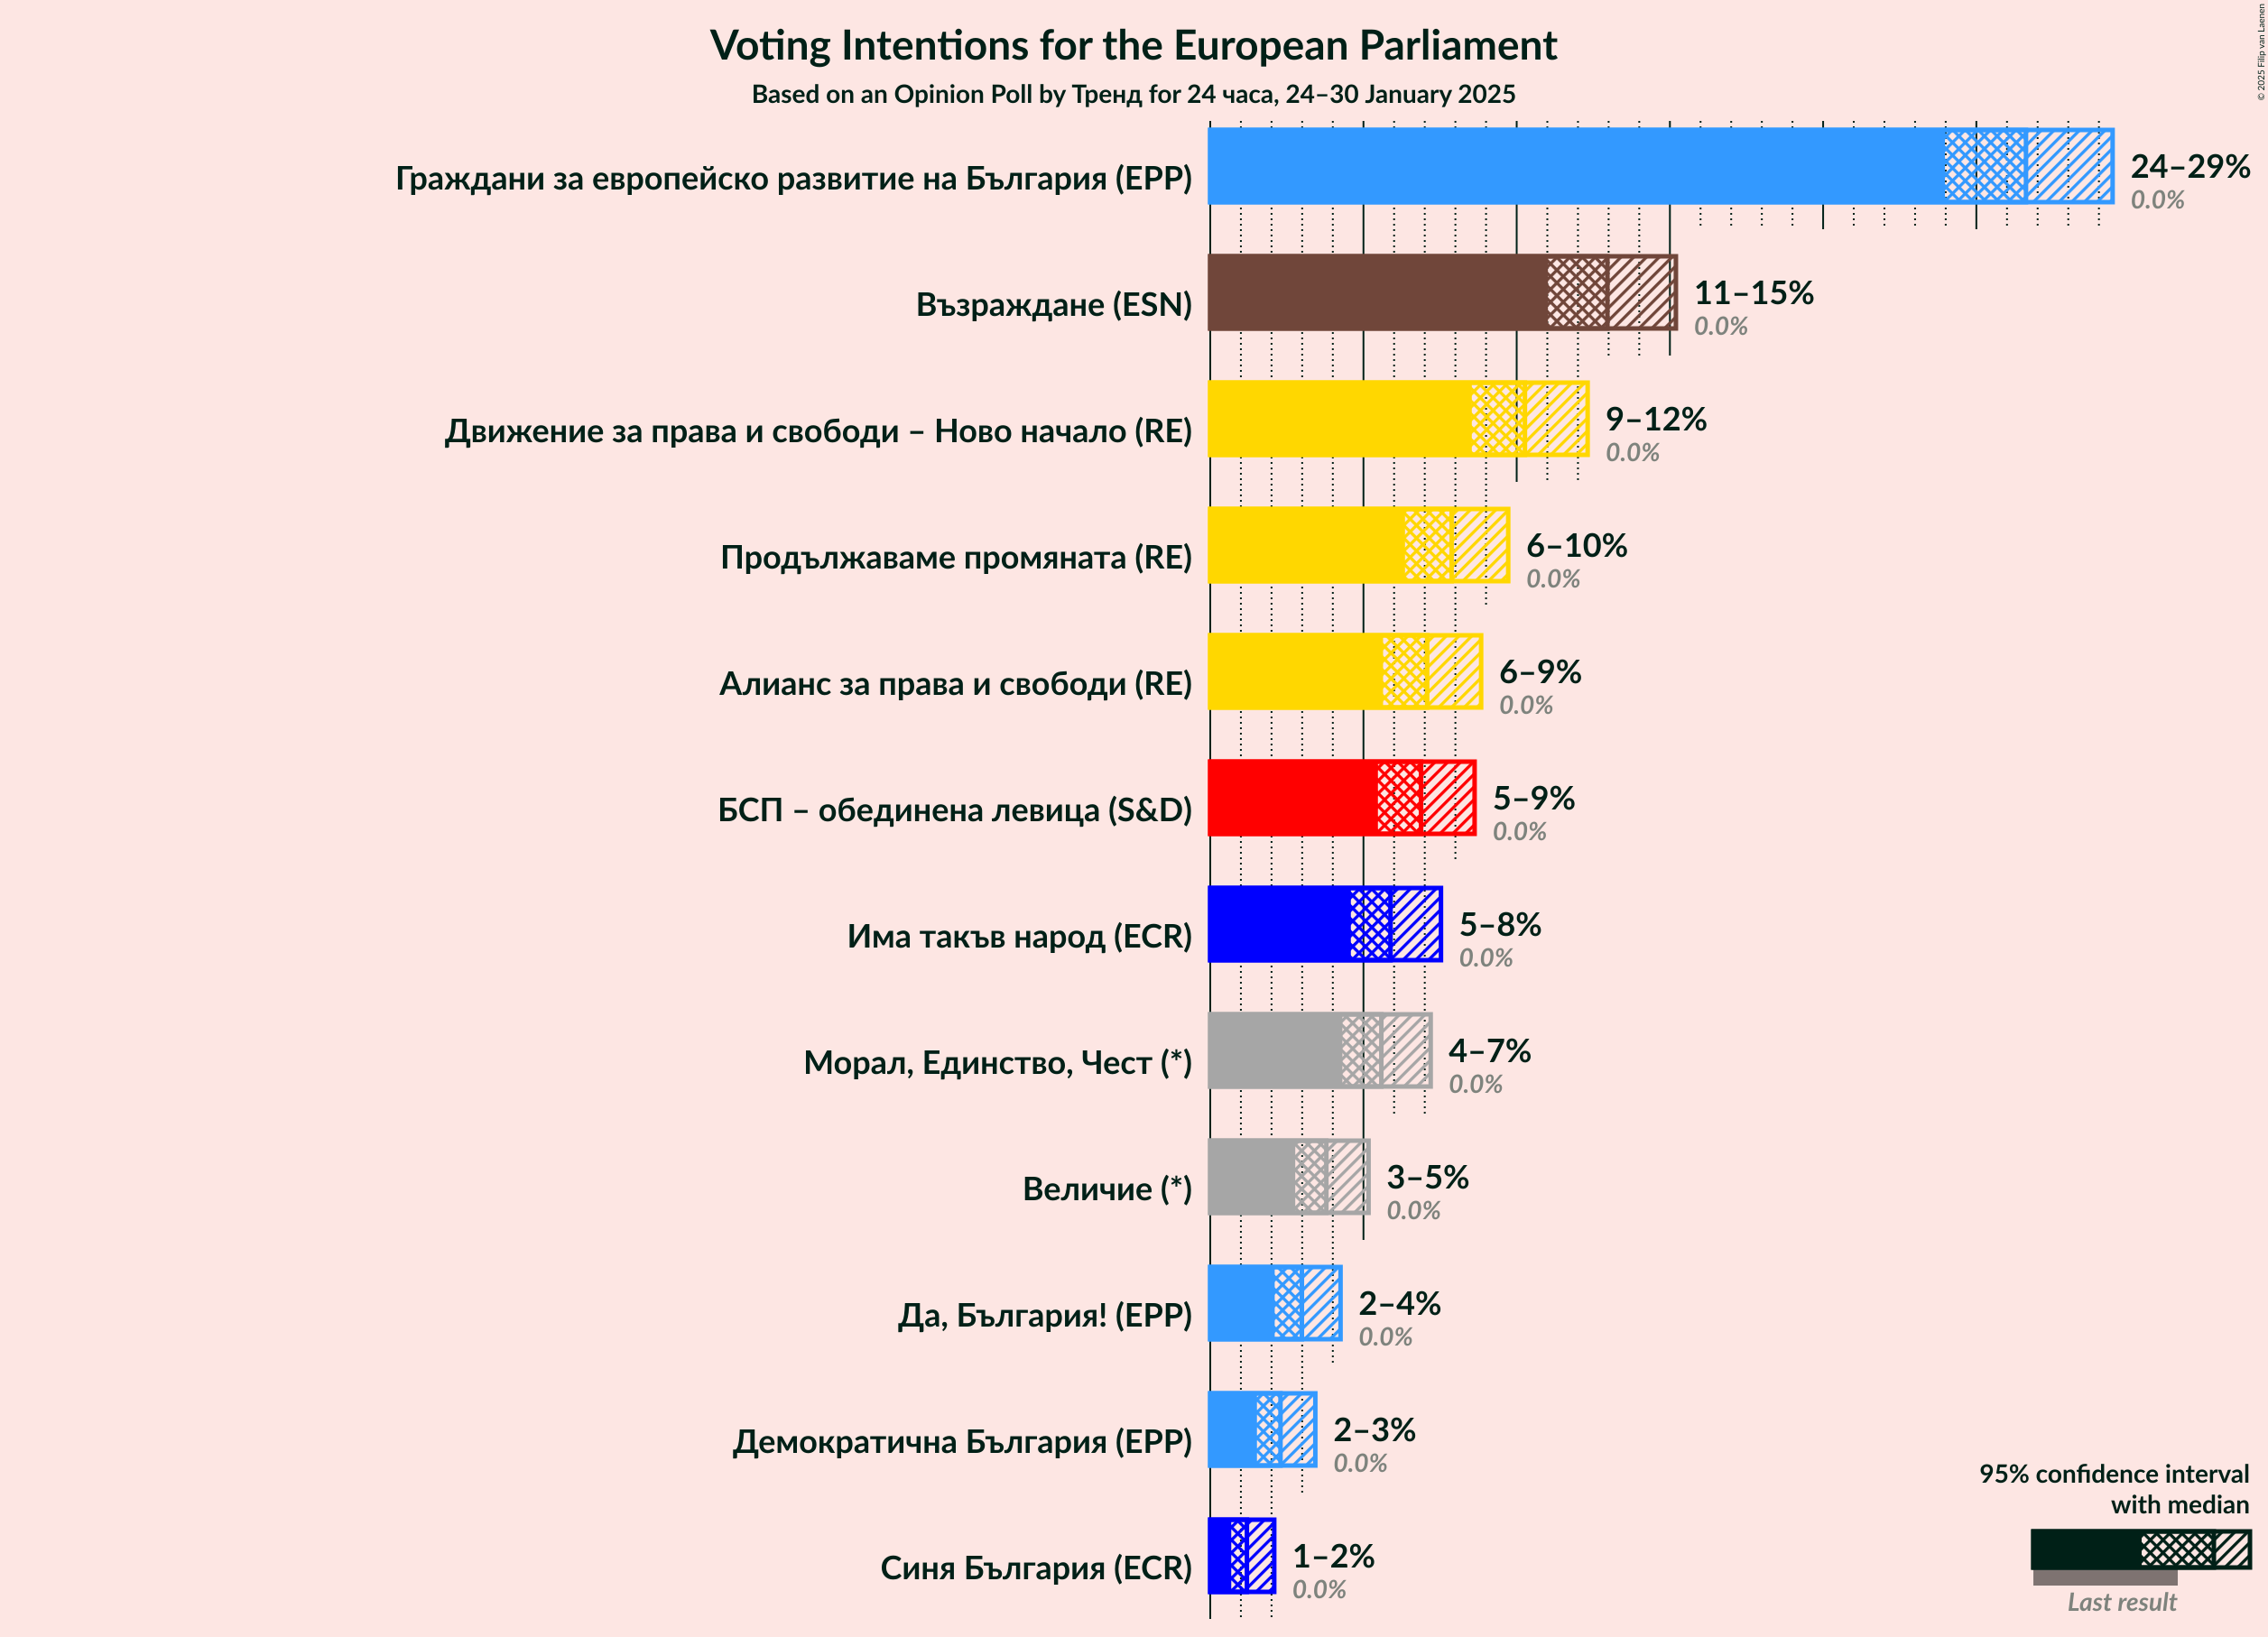 Voting Intentions for the European Parliament
Based on an Opinion Poll by Тренд for 24 часа, 24–30 January 2025
© 2025 Filip van Laenen
Граждани за европейско развитие на България (EPP)
24–29%
0.0%
Възраждане (ESN)
11–15%
0.0%
Движение за права и свободи – Ново начало (RE)
9–12%
0.0%
Продължаваме промяната (RE)
6–10%
0.0%
Алианс за права и свободи (RE)
6–9%
0.0%
БСП – обединена левица (S&D)
5–9%
0.0%
Има такъв народ (ECR)
5–8%
0.0%
Морал, Единство, Чест (*)
4–7%
0.0%
Величие (*)
3–5%
0.0%
Да, България! (EPP)
2–4%
0.0%
Демократична България (EPP)
2–3%
0.0%
Синя България (ECR)
1–2%
0.0%
95% confidence interval
with median
Last result